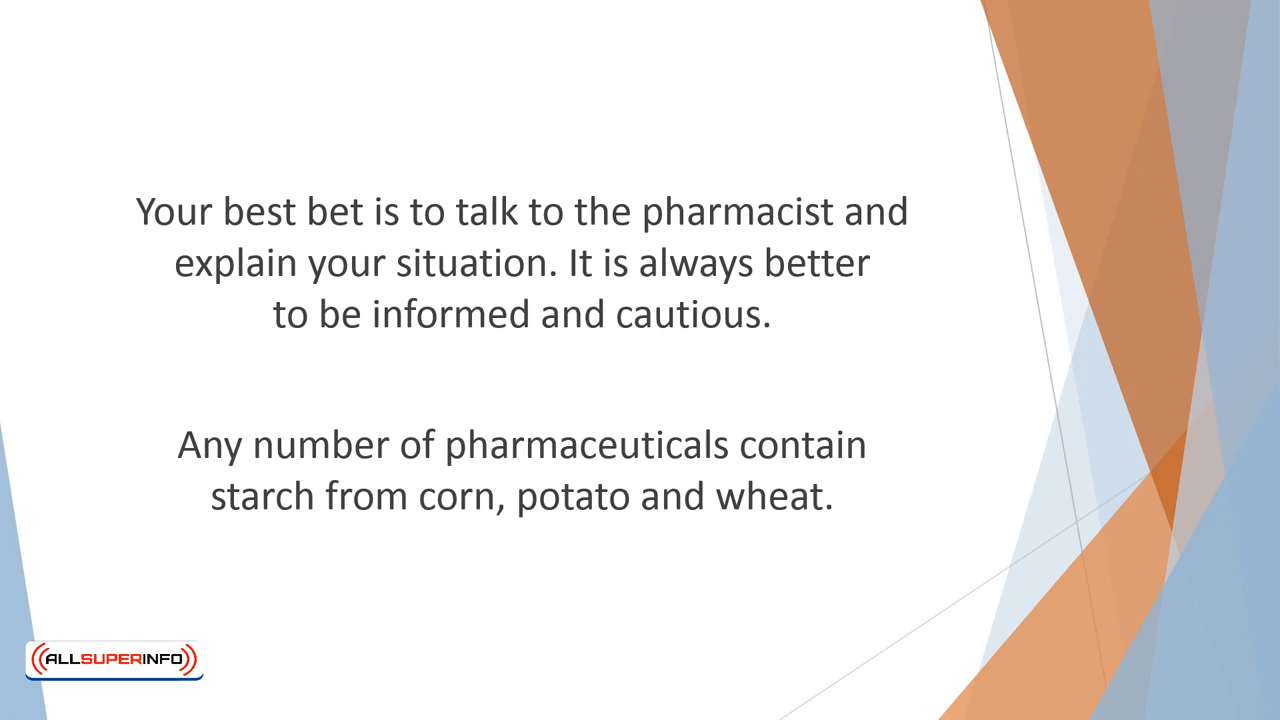 Your best bet is to talk to the pharmacist and
explain your situation. It is always better
to be informed and cautious.
Any number of pharmaceuticals contain
starch from corn, potato and wheat.
ALLSUPERINFO